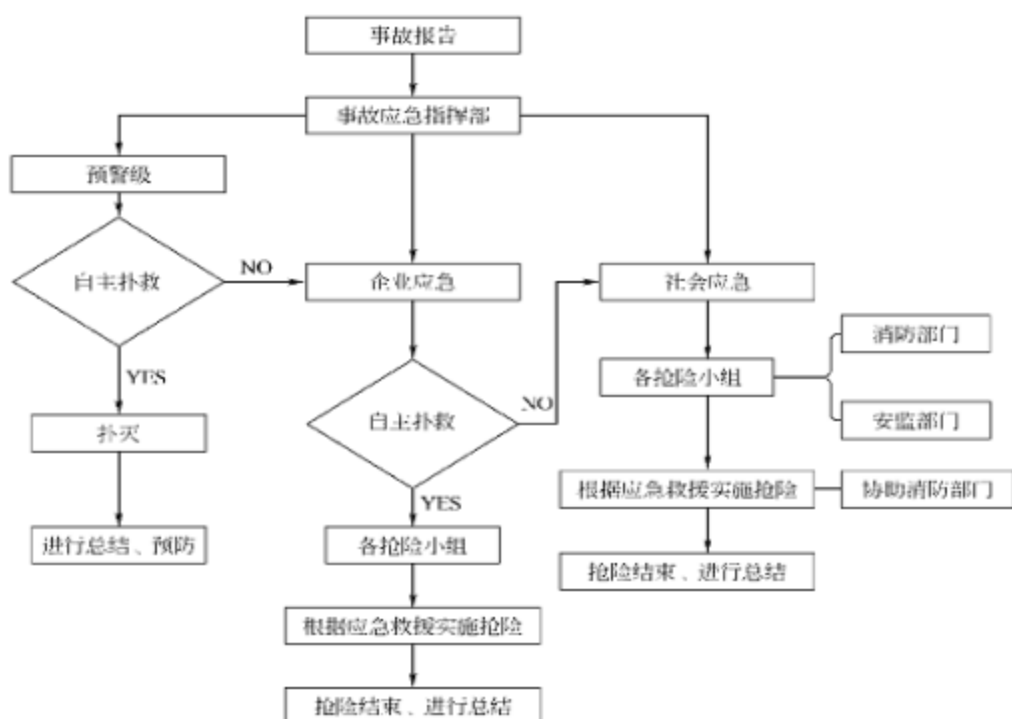 事故报告
事故应急指挥部
预警级
自主扑救
NO
企业应急
社会应急
消防部门
各抢险小组
YES
自主扑救
NO
安监部门
扑灭
根据应急救援实施抢险
协助消防部门
YES
进行总结、预防
各抢险小组
抢险结束、进行总结
根据应急救援实施抢险
抢险结束、进行总结